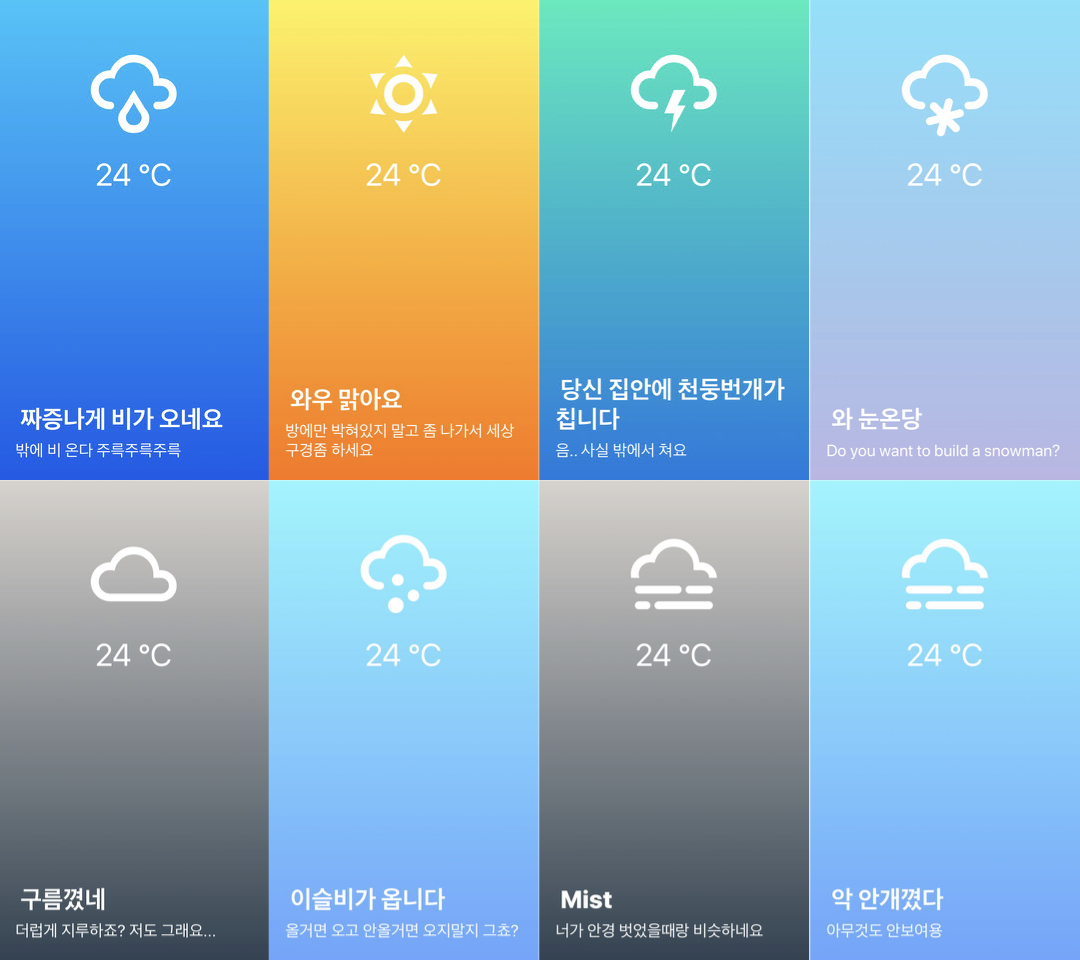 24 °C
짜증나게 비가 오네요
밖에 비 온다 주륵주륵주륵
24 °C
와우 맑아요
방에만 박혀있지 말고 좀 나가서 세상
구경좀 하세요
24 °C
당신 집안에 천둥번개가
칩니다
음.. 사실 밖에서 쳐요
24 °C
와 눈온당
Do you want to build a snowman?
24 °C
구름꼈네
더럽게 지루하죠? 저도 그래요...
24 °C
이슬비가 옵니다
올거면 오고 안올거면 오지말지 그쵸?
24 °C
Mist
너가 안경 벗었을때랑 비슷하네요
24 °C
악 안개꼈다
아무것도 안보여용